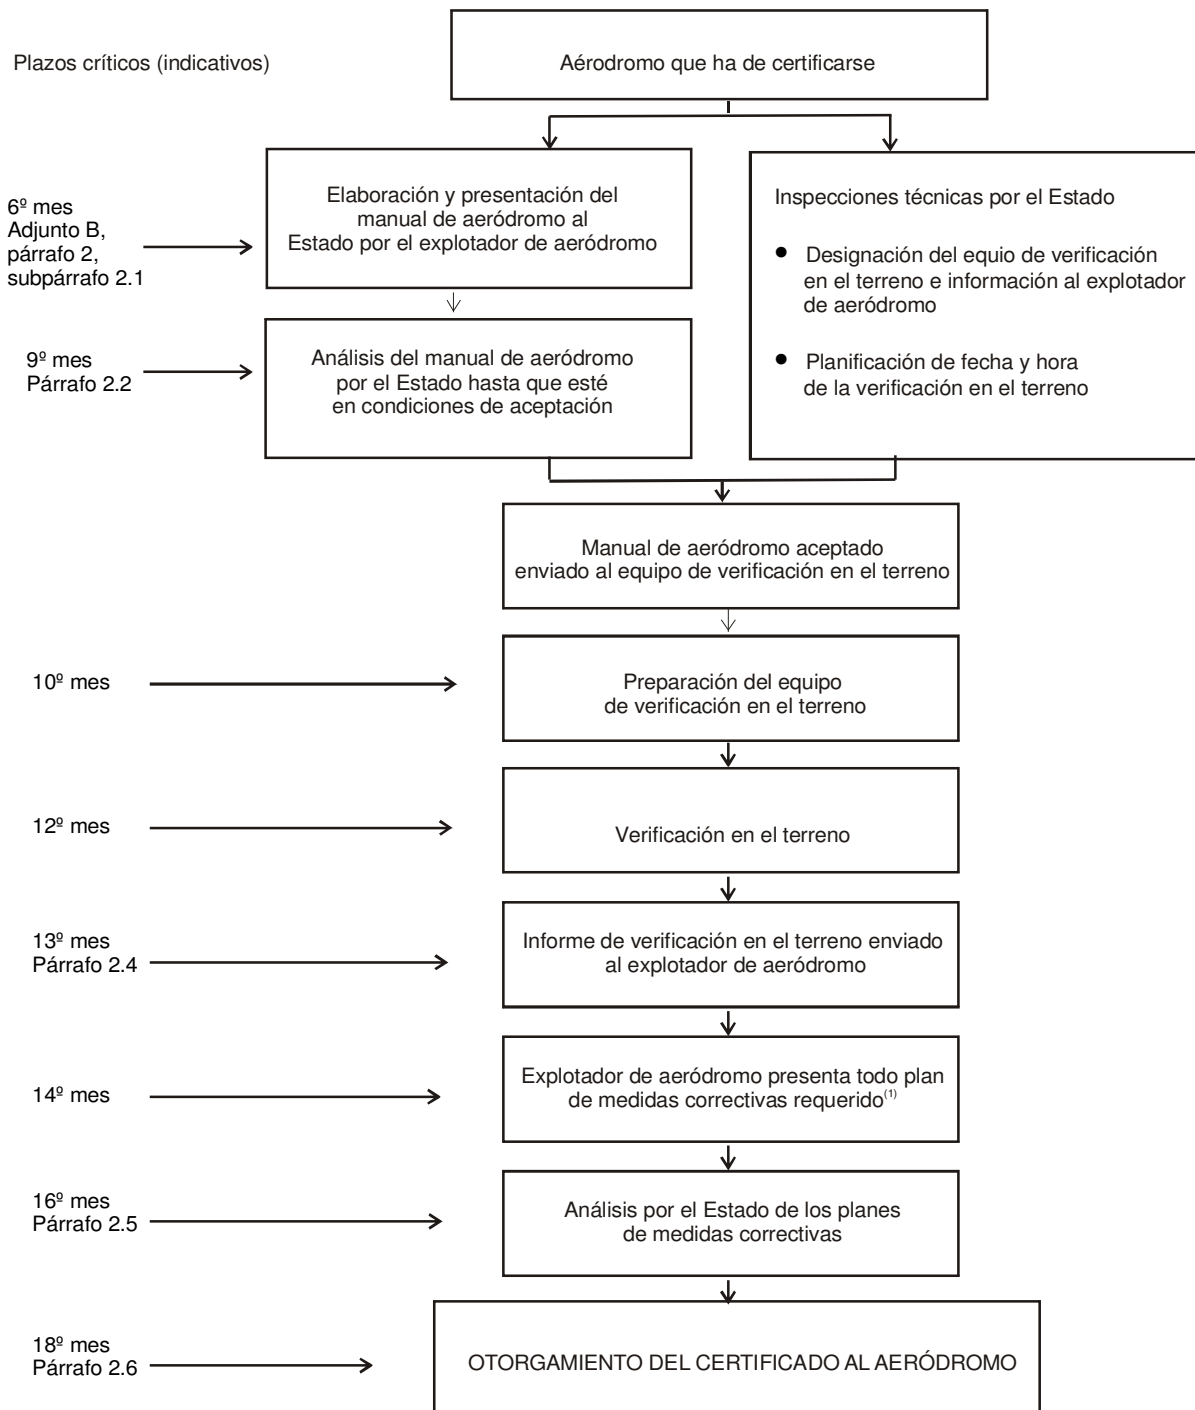 Plazos críticos (indicativos)
Aérodromo que ha de certificarse
6º mes
Adjunto B,
párrafo 2,
subpárrafo 2.1
Elaboración y presentación del
manual de aeródromo al
Estado por el explotador de aeródromo
Inspecciones técnicas por el Estado
● Designación del equio de verificación
en el terreno e información al explotador
de aeródromo
● Planificación de fecha y hora
de la verificación en el terreno
9º mes
Párrafo 2.2
Análisis del manual de aeródromo
por el Estado hasta que esté
en condiciones de aceptación
Manual de aeródromo aceptado
enviado al equipo de verificación en el terreno
10º mes
Preparación del equipo
de verificación en el terreno
12º mes
Verificación en el terreno
13º mes
Párrafo 2.4
Informe de verificación en el terreno enviado
al explotador de aeródromo
14º mes
Explotador de aeródromo presenta todo plan
de medidas correctivas requerido(1)
16º mes
Párrafo 2.5
Análisis por el Estado de los planes
de medidas correctivas
18º mes
Párrafo 2.6
OTORGAMIENTO DEL CERTIFICADO AL AERÓDROMO